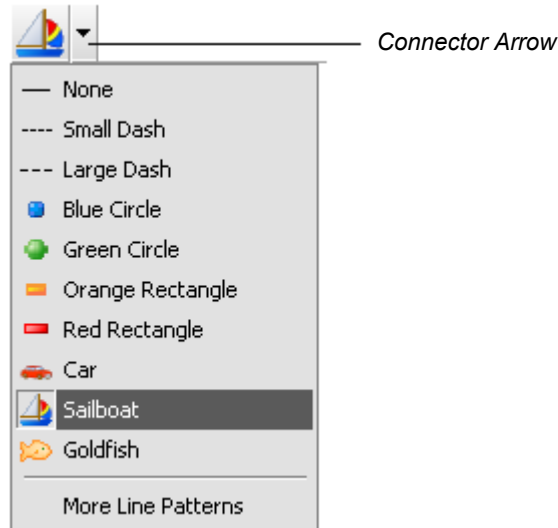 Connector Arrow
None
Small Dash
Large Dash
Blue Circle
Green Circle
Orange Rectangle
Red Rectangle
Car
Sailboat
Goldfish
More Line Patterns